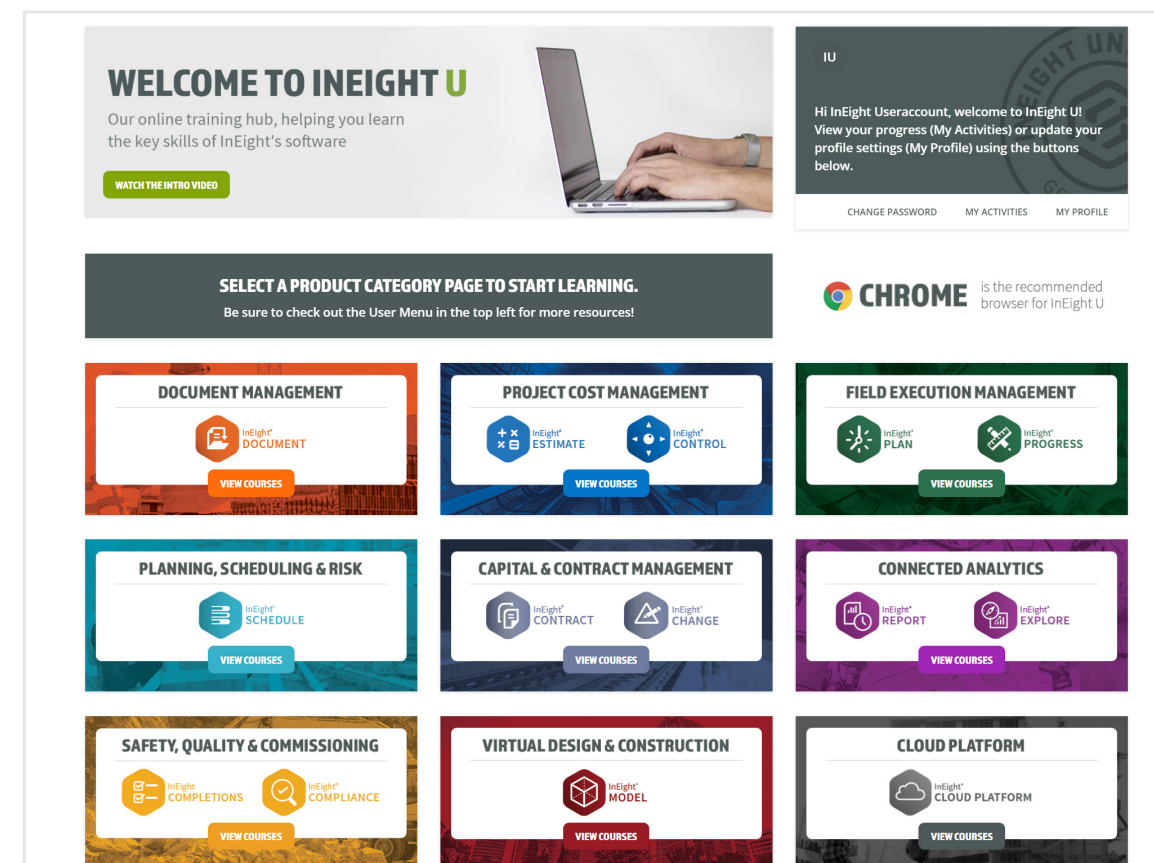 WELCOME TO INEIGHT U
Our online training hub, helping you learn
the key skills of InEight's software
WATCH THE INTRO VIDEO
IU
Hi InEight Useraccount, welcome to InEight U!
View your progress (My Activities) or update your
profile settings (My Profile) using the buttons
below.
CHANGE PASSWORD MY ACTIVITIES MY PROFILE
SELECT A PRODUCT CATEGORY PAGE TO START LEARNING.
Be sure to check out the User Menu in the top left for more resources!
CHROME
is the recommended
browser for InEight U
DOCUMENT MANAGEMENT
InEight®
DOCUMENT
VIEW COURSES
PROJECT COST MANAGEMENT
InEight®
ESTIMATE
InEight®
CONTROL
VIEW COURSES
FIELD EXECUTION MANAGEMENT
InEight®
PLAN
InEight®
PROGRESS
VIEW COURSES
PLANNING, SCHEDULING & RISK
InEight®
SCHEDULE
VIEW COURSES
CAPITAL & CONTRACT MANAGEMENT
InEight®
CONTRACT
InEight®
CHANGE
VIEW COURSES
CONNECTED ANALYTICS
InEight®
REPORT
InEight®
EXPLORE
VIEW COURSES
SAFETY, QUALITY & COMMISSIONING
InEight
COMPLETIONS
InEight®
COMPLIANCE
VIEW COURSES
VIRTUAL DESIGN & CONSTRUCTION
InEight®
MODEL
VIEW COURSES
CLOUD PLATFORM
InEight®
CLOUD PLATFORM
VIEW COURSES